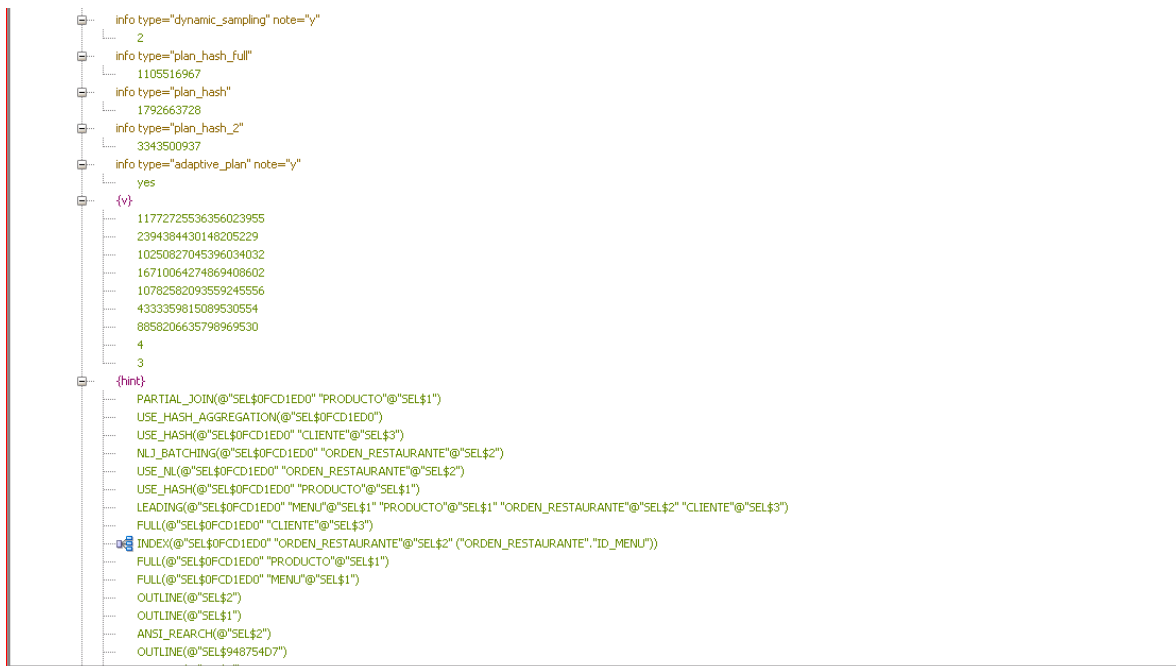 info type="dynamic_sampling" note="y"
2
info type="plan_hash_full"
1105516967
info type="plan_hash"
1792663728
info type="plan_hash_2"
3343500937
info type="adaptive_plan" note="y"
yes
{v}
11772725536356023955
2394384430148205229
10250827045396034032
16710064274869408602
10782582093559245556
4333359815089530554
8858206635798969530
4
3
{hint}
PARTIAL_JOIN(@"SEL$0FCD1ED0" "PRODUCTO"@"SEL$1")
USE_HASH_AGGREGATION(@"SEL$0FCD1ED0")
USE_HASH(@"SEL$0FCD1ED0" "CLIENTE"@"SEL$3")
NLJ_BATCHING(@"SEL$0FCD1ED0" "ORDEN_RESTAURANTE"@"SEL$2")
USE_NL(@"SEL$0FCD1ED0" "ORDEN_RESTAURANTE"@"SEL$2")
USE_HASH(@"SEL$0FCD1ED0" "PRODUCTO"@"SEL$1")
LEADING(@"SEL$0FCD1ED0" "MENU"@"SEL$1" "PRODUCTO"@"SEL$1" "ORDEN_RESTAURANTE"@"SEL$2" "CLIENTE"@"SEL$3")
FULL(@"SEL$0FCD1ED0" "CLIENTE"@"SEL$3")
INDEX(@"SEL$0FCD1ED0" "ORDEN_RESTAURANTE"@"SEL$2" ("ORDEN_RESTAURANTE"."ID_MENU"))
FULL(@"SEL$0FCD1ED0" "PRODUCTO"@"SEL$1")
FULL(@"SEL$0FCD1ED0" "MENU"@"SEL$1")
OUTLINE(@"SEL$2")
OUTLINE(@"SEL$1")
ANSI_REARCH(@"SEL$2")
OUTLINE(@"SEL$948754D7")